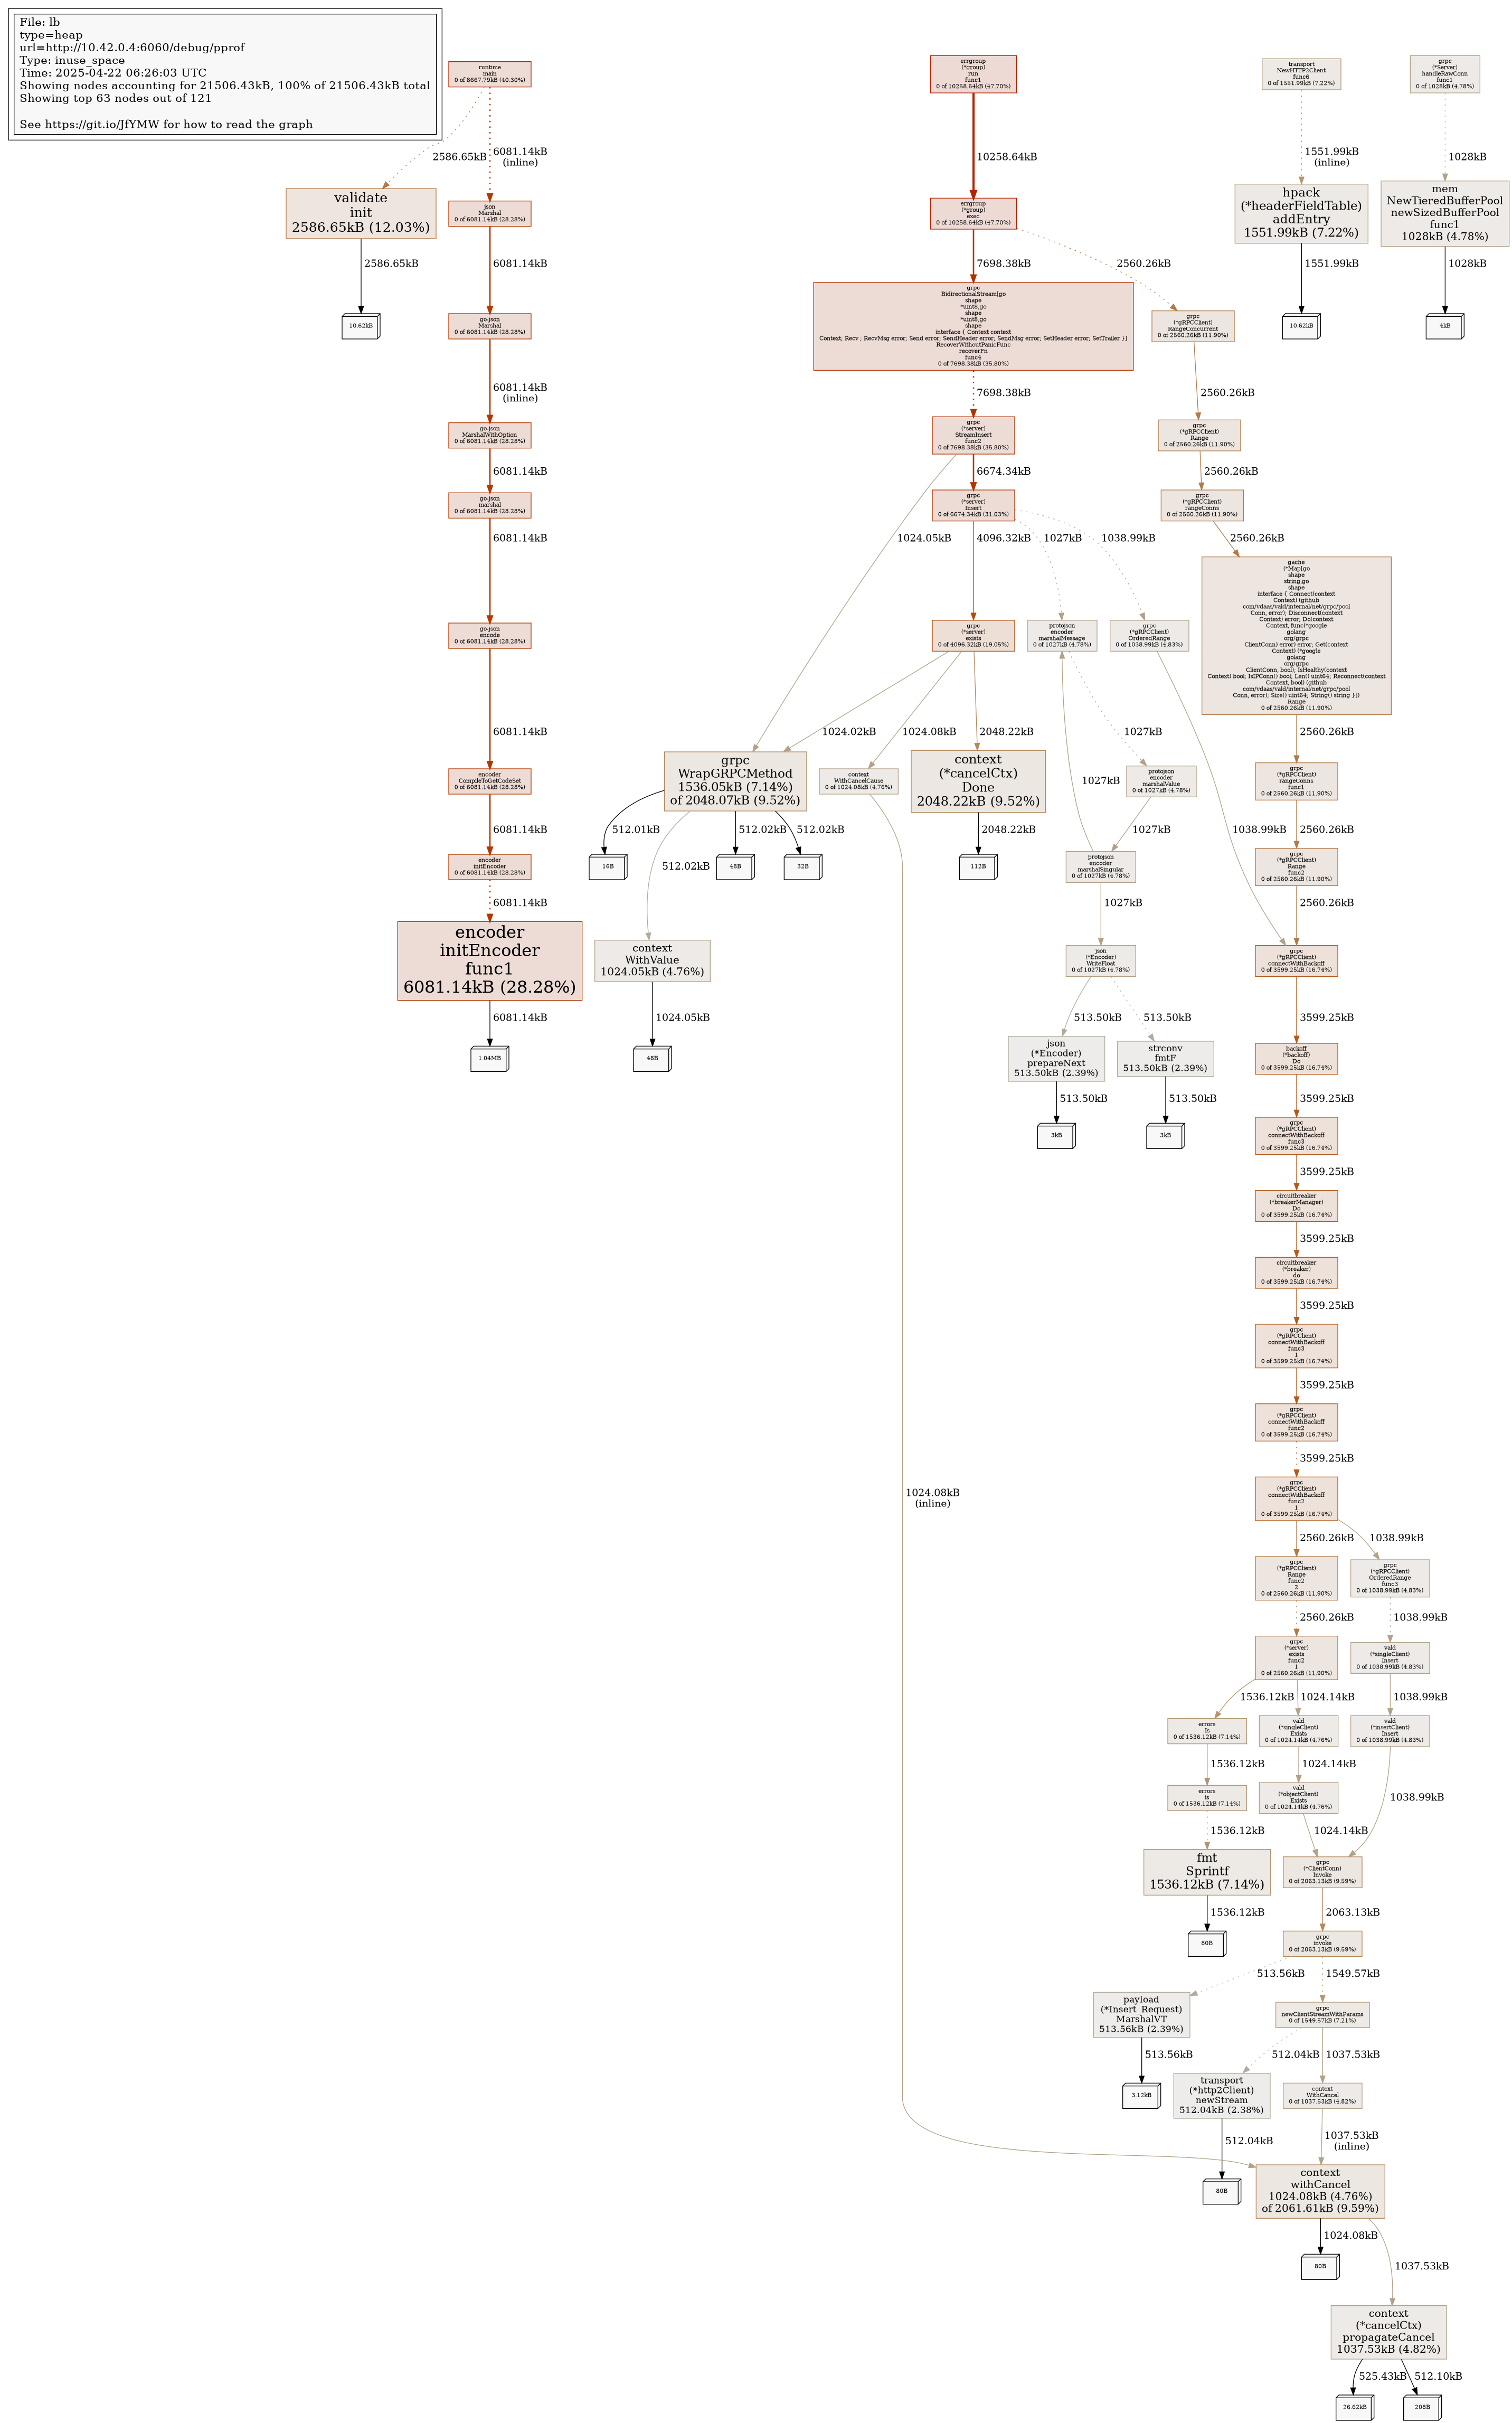 File: lb
type=heap
url=http://10.42.0.4:6060/debug/pprof
Type: inuse_space
Time: 2025-04-22 06:26:03 UTC
Showing nodes accounting for 21506.43kB, 100% of 21506.43kB total
Showing top 63 nodes out of 121
See https://git.io/JfYMW for how to read the graph
runtime
main
0 of 8667.79kB (40.30%)
2586.65kB
6081.14kB
(inline)
validate
init
2586.65kB (12.03%)
2586.65kB
10.62kB
json
Marshal
0 of 6081.14kB (28.28%)
6081.14kB
go-json
Marshal
0 of 6081.14kB (28.28%)
6081.14kB
(inline)
go-json
MarshalWithOption
0 of 6081.14kB (28.28%)
6081.14kB
go-json
marshal
0 of 6081.14kB (28.28%)
6081.14kB
go-json
encode
0 of 6081.14kB (28.28%)
6081.14kB
encoder
CompileToGetCodeSet
0 of 6081.14kB (28.28%)
6081.14kB
encoder
initEncoder
0 of 6081.14kB (28.28%)
6081.14kB
encoder
initEncoder
func1
6081.14kB (28.28%)
6081.14kB
1.04MB
errgroup
(*group)
run
func1
0 of 10258.64kB (47.70%)
10258.64kB
errgroup
(*group)
exec
0 of 10258.64kB (47.70%)
7698.38kB
2560.26kB
grpc
BidirectionalStream[go
shape
*uint8,go
shape
*uint8,go
shape
interface { Context context
Context; Recv , RecvMsg error; Send error; SendHeader error; SendMsg error; SetHeader error; SetTrailer }]
RecoverWithoutPanicFunc
recoverFn
func4
0 of 7698.38kB (35.80%)
7698.38kB
grpc
(*server)
StreamInsert
func2
0 of 7698.38kB (35.80%)
1024.05kB
6674.34kB
grpc
(*server)
Insert
0 of 6674.34kB (31.03%)
4096.32kB
1027kB
1038.99kB
grpc
(*server)
exists
0 of 4096.32kB (19.05%)
1024.02kB
1024.08kB
2048.22kB
grpc
WrapGRPCMethod
1536.05kB (7.14%)
of 2048.07kB (9.52%)
512.01kB
512.02kB
512.02kB
512.02kB
16B
48B
32B
context
WithValue
1024.05kB (4.76%)
1024.05kB
48B
context
WithCancelCause
0 of 1024.08kB (4.76%)
1024.08kB
(inline)
context
(*cancelCtx)
Done
2048.22kB (9.52%)
2048.22kB
112B
protojson
encoder
marshalMessage
0 of 1027kB (4.78%)
1027kB
protojson
encoder
marshalValue
0 of 1027kB (4.78%)
1027kB
1027kB
protojson
encoder
marshalSingular
0 of 1027kB (4.78%)
1027kB
json
(*Encoder)
WriteFloat
0 of 1027kB (4.78%)
513.50kB
513.50kB
json
(*Encoder)
prepareNext
513.50kB (2.39%)
513.50kB
3kB
strconv
fmtF
513.50kB (2.39%)
513.50kB
3kB
grpc
(*gRPCClient)
OrderedRange
0 of 1038.99kB (4.83%)
1038.99kB
grpc
(*gRPCClient)
RangeConcurrent
0 of 2560.26kB (11.90%)
2560.26kB
grpc
(*gRPCClient)
Range
0 of 2560.26kB (11.90%)
2560.26kB
grpc
(*gRPCClient)
rangeConns
0 of 2560.26kB (11.90%)
2560.26kB
gache
(*Map[go
shape
string,go
shape
interface { Connect(context
Context) (github
com/vdaas/vald/internal/net/grpc/pool
Conn, error); Disconnect(context
Context) error; Do(context
Context, func(*google
golang
org/grpc
ClientConn) error) error; Get(context
Context) (*google
golang
org/grpc
ClientConn, bool); IsHealthy(context
Context) bool; IsIPConn() bool; Len() uint64; Reconnect(context
Context, bool) (github
com/vdaas/vald/internal/net/grpc/pool
Conn, error); Size() uint64; String() string }])
Range
0 of 2560.26kB (11.90%)
2560.26kB
grpc
(*gRPCClient)
rangeConns
func1
0 of 2560.26kB (11.90%)
2560.26kB
grpc
(*gRPCClient)
Range
func2
0 of 2560.26kB (11.90%)
2560.26kB
grpc
(*gRPCClient)
connectWithBackoff
0 of 3599.25kB (16.74%)
3599.25kB
backoff
(*backoff)
Do
0 of 3599.25kB (16.74%)
3599.25kB
grpc
(*gRPCClient)
connectWithBackoff
func3
0 of 3599.25kB (16.74%)
3599.25kB
circuitbreaker
(*breakerManager)
Do
0 of 3599.25kB (16.74%)
3599.25kB
circuitbreaker
(*breaker)
do
0 of 3599.25kB (16.74%)
3599.25kB
grpc
(*gRPCClient)
connectWithBackoff
func3
1
0 of 3599.25kB (16.74%)
3599.25kB
grpc
(*gRPCClient)
connectWithBackoff
func2
0 of 3599.25kB (16.74%)
3599.25kB
grpc
(*gRPCClient)
connectWithBackoff
func2
1
0 of 3599.25kB (16.74%)
2560.26kB
1038.99kB
grpc
(*gRPCClient)
Range
func2
2
0 of 2560.26kB (11.90%)
2560.26kB
grpc
(*gRPCClient)
OrderedRange
func3
0 of 1038.99kB (4.83%)
1038.99kB
grpc
(*server)
exists
func2
1
0 of 2560.26kB (11.90%)
1536.12kB
1024.14kB
vald
(*singleClient)
Insert
0 of 1038.99kB (4.83%)
1038.99kB
errors
Is
0 of 1536.12kB (7.14%)
1536.12kB
vald
(*singleClient)
Exists
0 of 1024.14kB (4.76%)
1024.14kB
vald
(*insertClient)
Insert
0 of 1038.99kB (4.83%)
1038.99kB
errors
is
0 of 1536.12kB (7.14%)
1536.12kB
vald
(*objectClient)
Exists
0 of 1024.14kB (4.76%)
1024.14kB
fmt
Sprintf
1536.12kB (7.14%)
1536.12kB
80B
grpc
(*ClientConn)
Invoke
0 of 2063.13kB (9.59%)
2063.13kB
grpc
invoke
0 of 2063.13kB (9.59%)
513.56kB
1549.57kB
payload
(*Insert_Request)
MarshalVT
513.56kB (2.39%)
513.56kB
3.12kB
grpc
newClientStreamWithParams
0 of 1549.57kB (7.21%)
512.04kB
1037.53kB
transport
(*http2Client)
newStream
512.04kB (2.38%)
512.04kB
80B
context
WithCancel
0 of 1037.53kB (4.82%)
1037.53kB
(inline)
context
withCancel
1024.08kB (4.76%)
of 2061.61kB (9.59%)
1024.08kB
80B
1037.53kB
context
(*cancelCtx)
propagateCancel
1037.53kB (4.82%)
525.43kB
512.10kB
26.62kB
208B
transport
NewHTTP2Client
func6
0 of 1551.99kB (7.22%)
1551.99kB
(inline)
hpack
(*headerFieldTable)
addEntry
1551.99kB (7.22%)
1551.99kB
10.62kB
grpc
(*Server)
handleRawConn
func1
0 of 1028kB (4.78%)
1028kB
mem
NewTieredBufferPool
newSizedBufferPool
func1
1028kB (4.78%)
1028kB
4kB